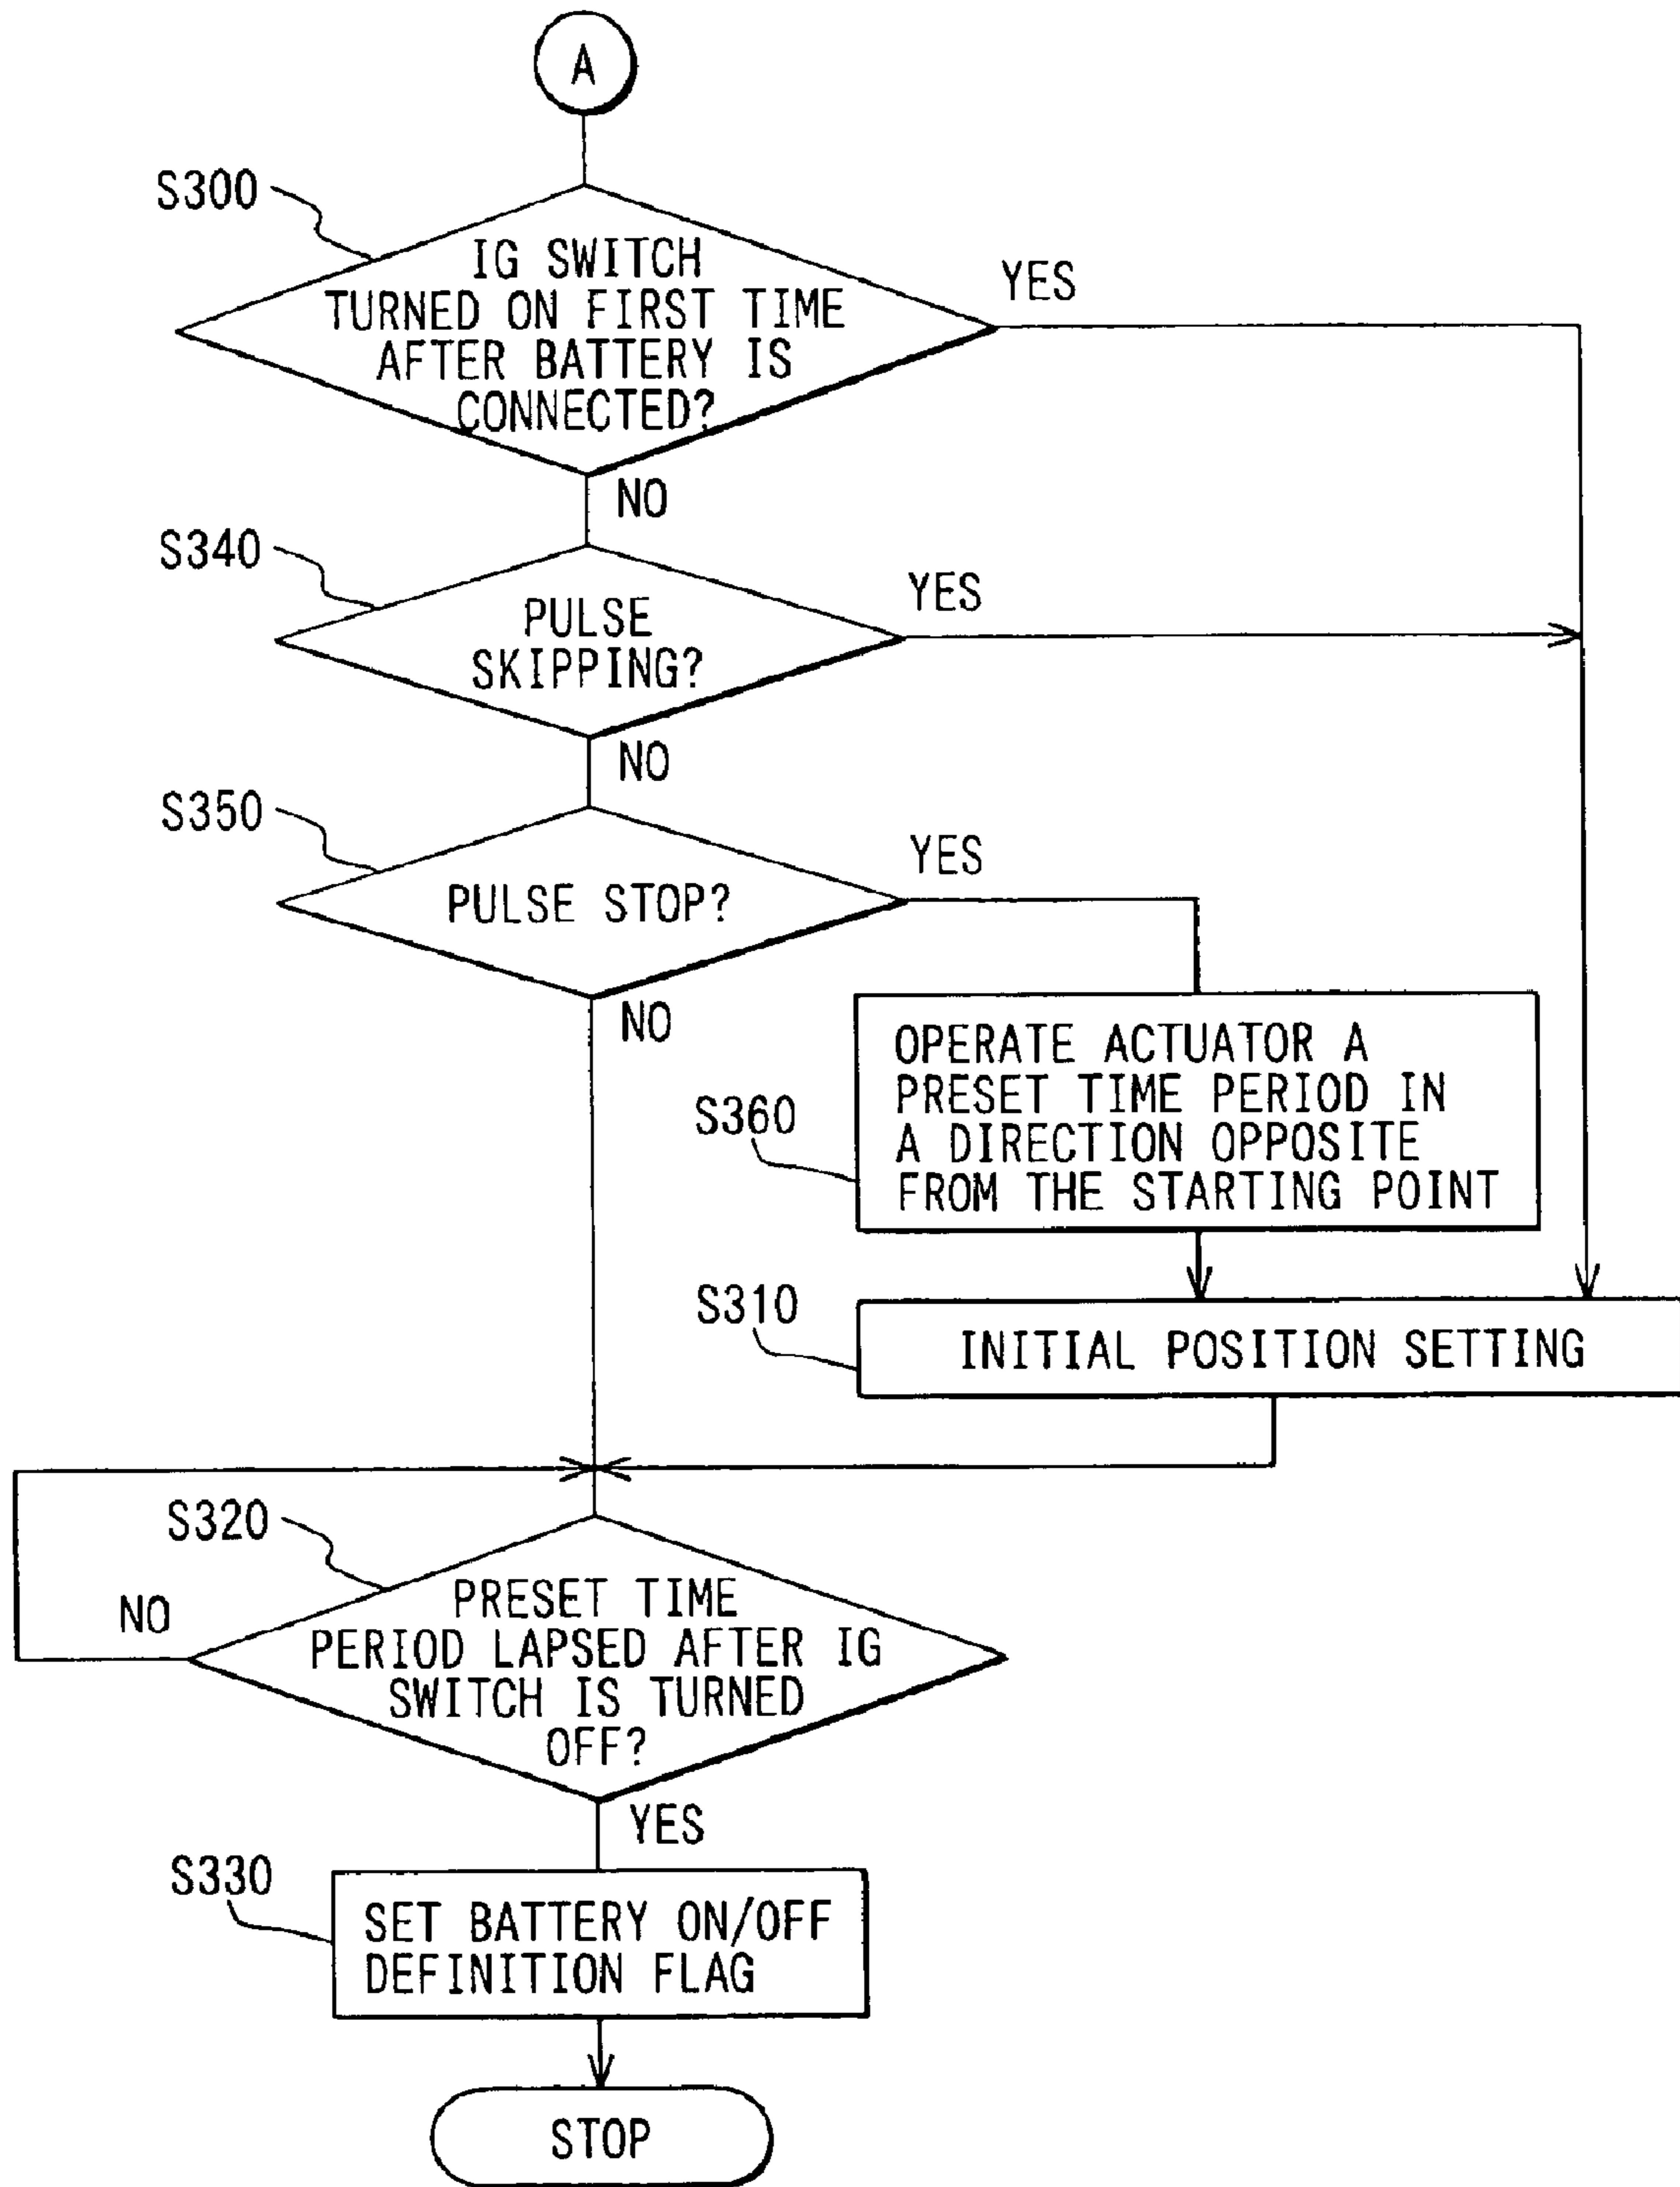 A
S300
IG SWITCH
TURNED ON FIRST TIME
AFTER BATTERY IS
CONNECTED?
YES
NO
S340
PULSE
SKIPPING?
YES
NO
S350
PULSE STOP?
YES
NO
S360
OPERATE ACTUATOR A
PRESET TIME PERIOD IN
A DIRECTION OPPOSITE
FROM THE STARTING POINT
S310
INITIAL POSITION SETTING
S320
PRESET TIME
PERIOD LAPSED AFTER IG
SWITCH IS TURNED
OFF?
NO
YES
S330
SET BATTERY ON/OFF
DEFINITION FLAG
STOP